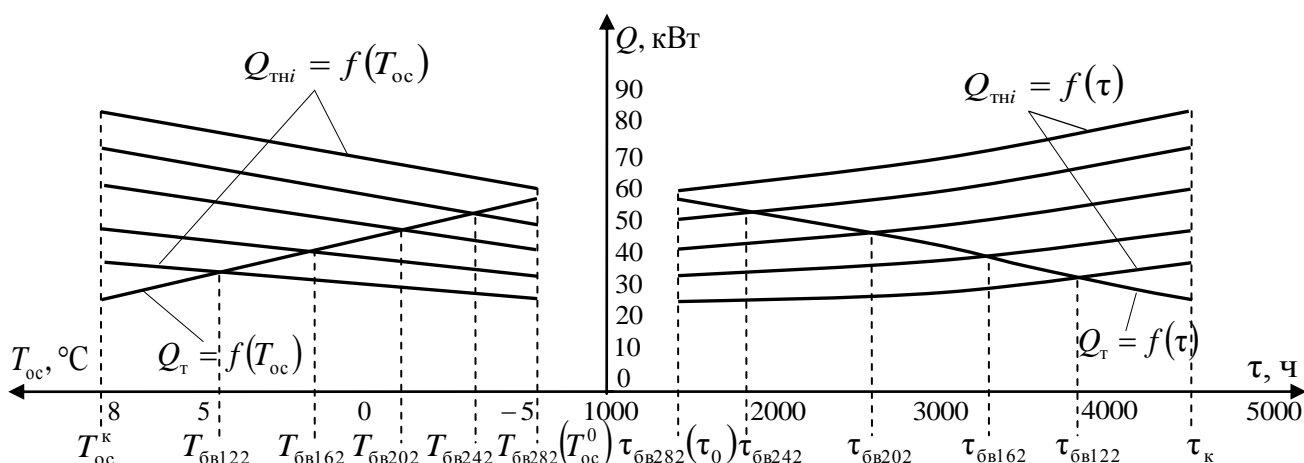 Q, кВт
Q_тнi = f(T_ос)
Q_тнi = f(τ)
90
80
70
60
50
40
30
20
10
0
Q_т = f(T_ос)
Q_т = f(τ)
T_ос, °C
τ, ч
8 5 0 −5 1000 2000 3000 4000 5000
T_ос^к T_бв122 T_бв162 T_бв202 T_бв242 T_бв282(T_ос^0) τ_бв282(τ_0) τ_бв242 τ_бв202 τ_бв162 τ_бв122 τ_к